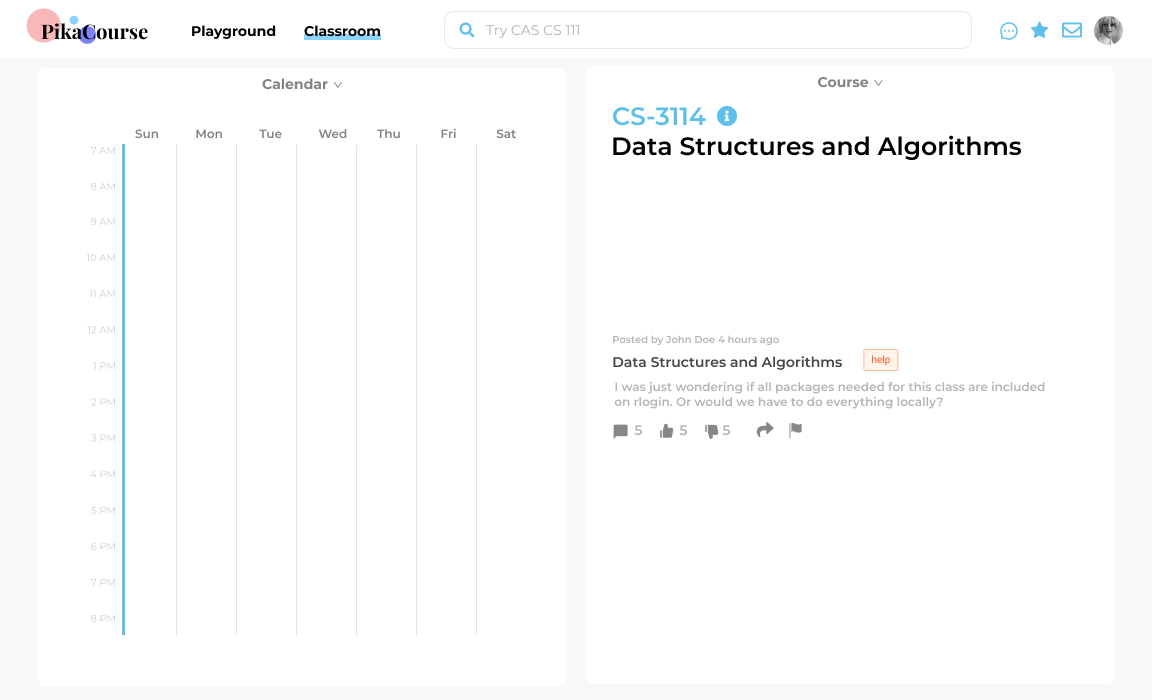 PikaCourse
Playground
Classroom
Try CAS CS 111
Calendar
Sun Mon Tue Wed Thu Fri Sat
7 AM
8 AM
9 AM
10 AM
11 AM
12 AM
1 PM
2 PM
3 PM
4 PM
5 PM
6 PM
7 PM
8 PM
Course
CS-3114
Data Structures and Algorithms
Posted by John Doe 4 hours ago
Data Structures and Algorithms help
I was just wondering if all packages needed for this class are included
on rlogin. Or would we have to do everything locally?
5 5 5